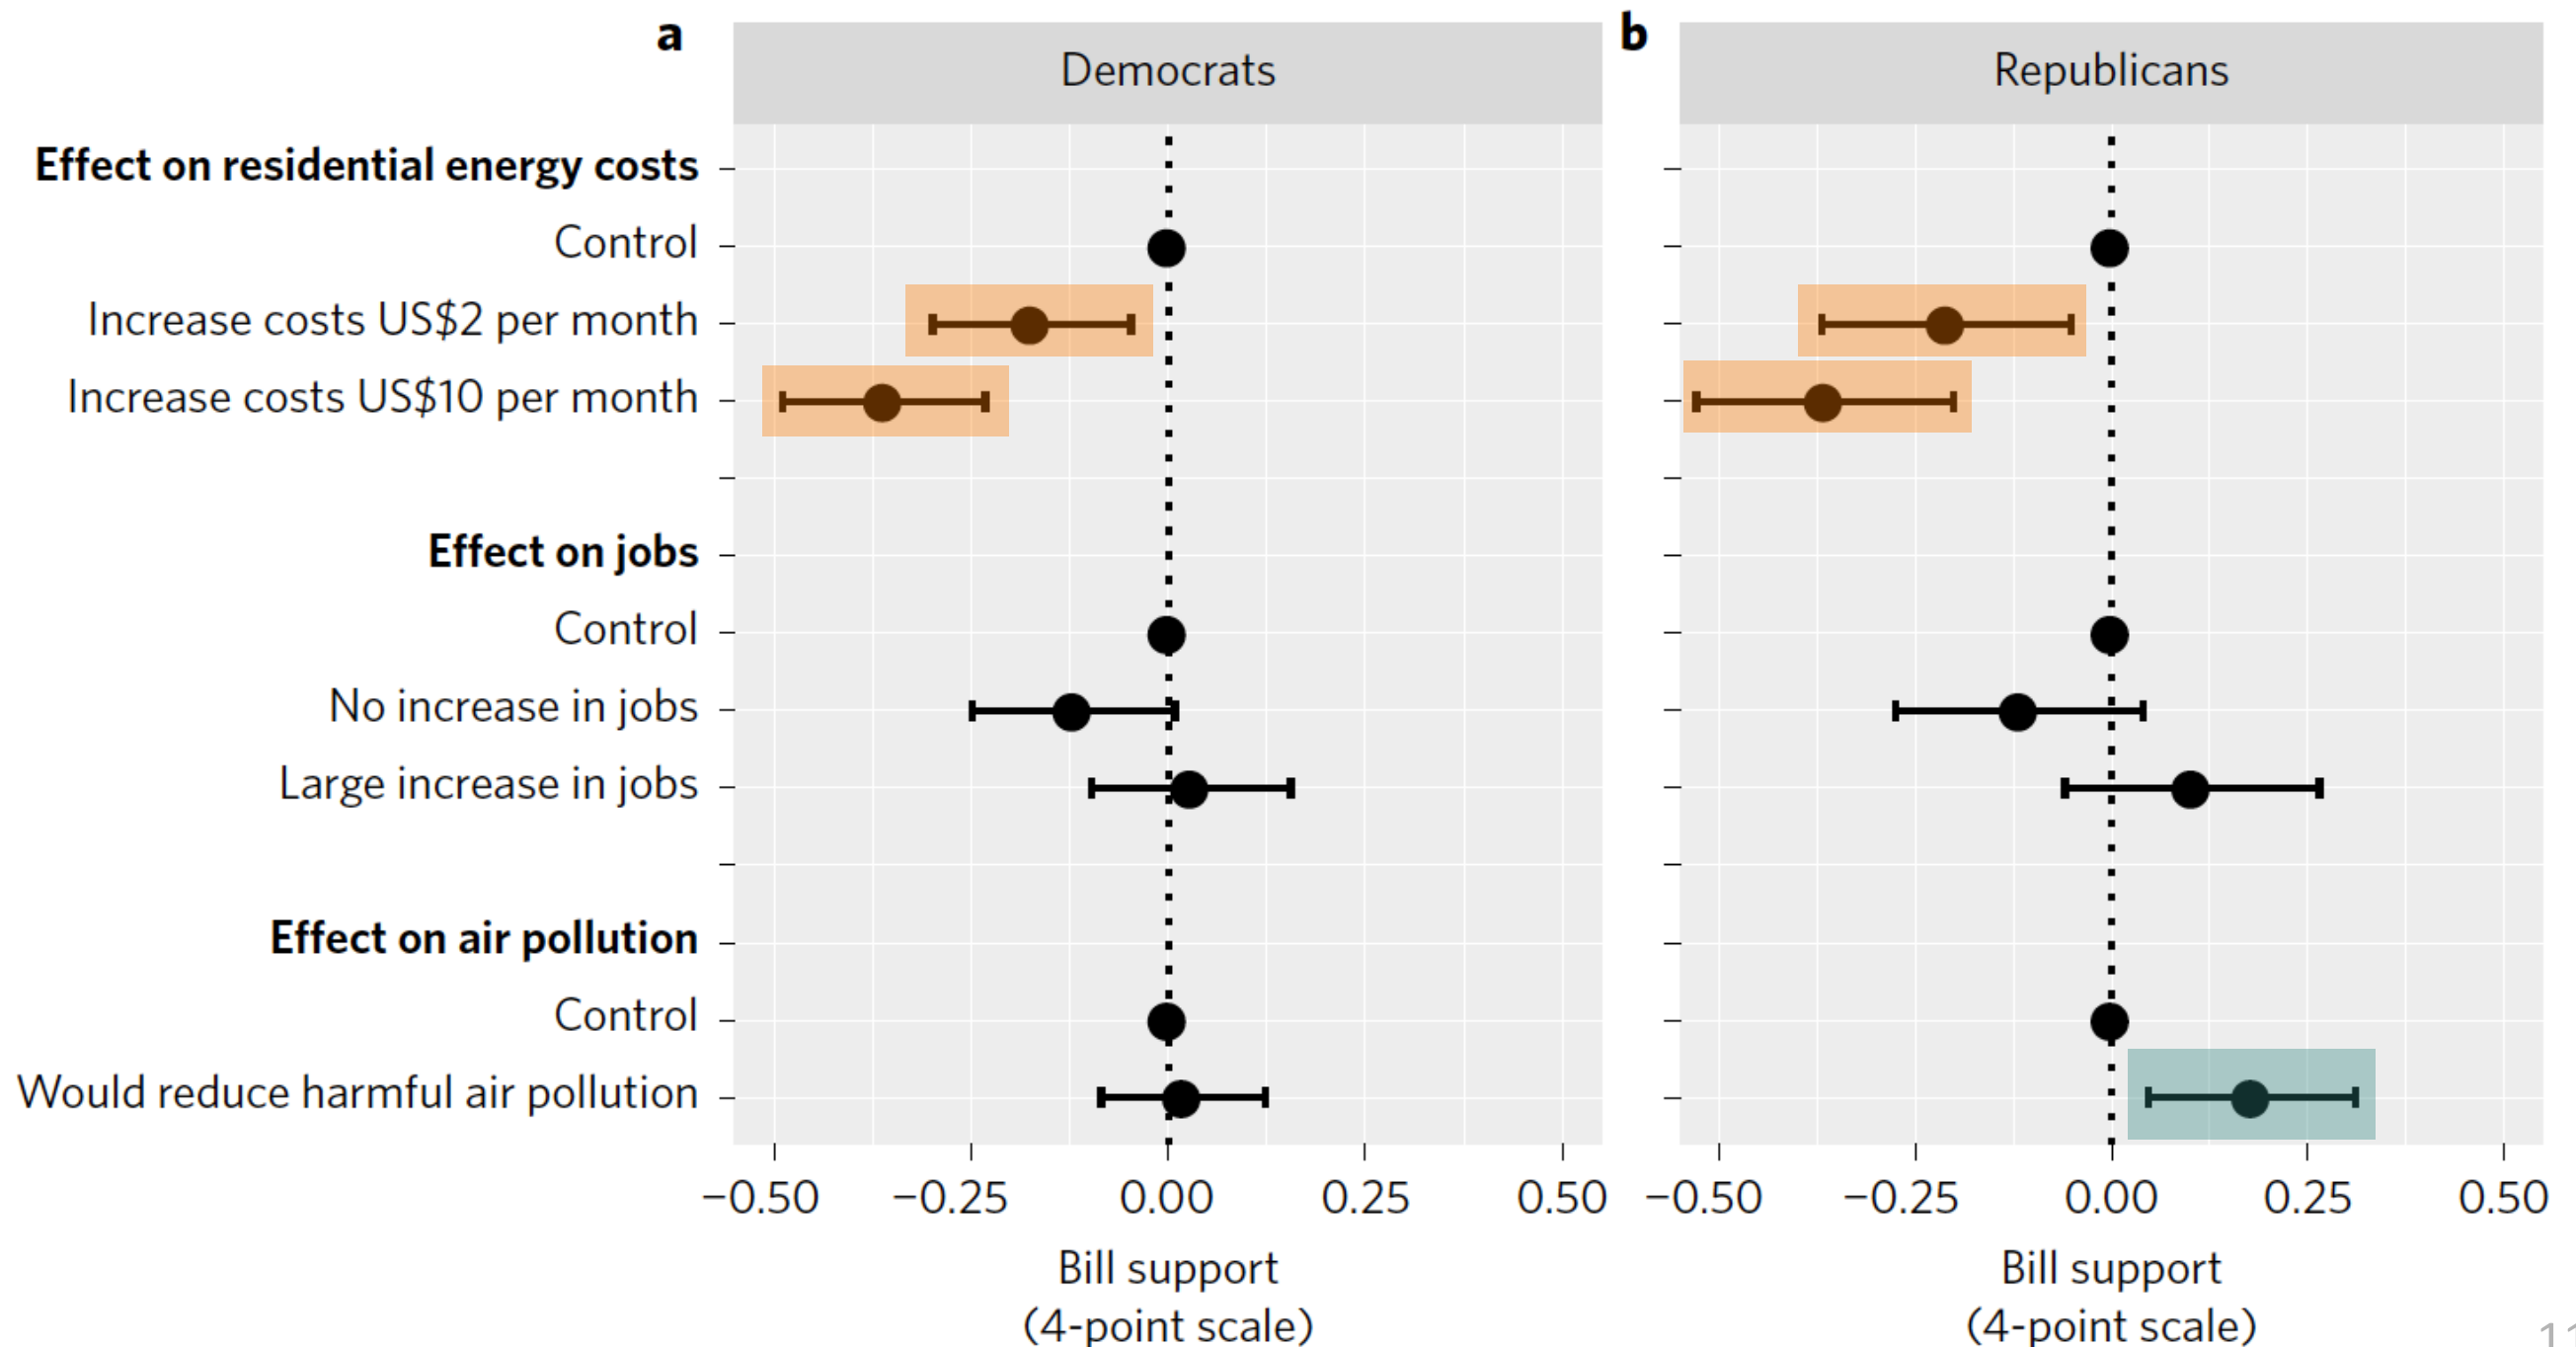 a
Democrats
b
Republicans
Effect on residential energy costs
Control
Increase costs US$2 per month
Increase costs US$10 per month
Effect on jobs
Control
No increase in jobs
Large increase in jobs
Effect on air pollution
Control
Would reduce harmful air pollution
−0.50 −0.25 0.00 0.25 0.50
−0.50 −0.25 0.00 0.25 0.50
Bill support
(4-point scale)
Bill support
(4-point scale)